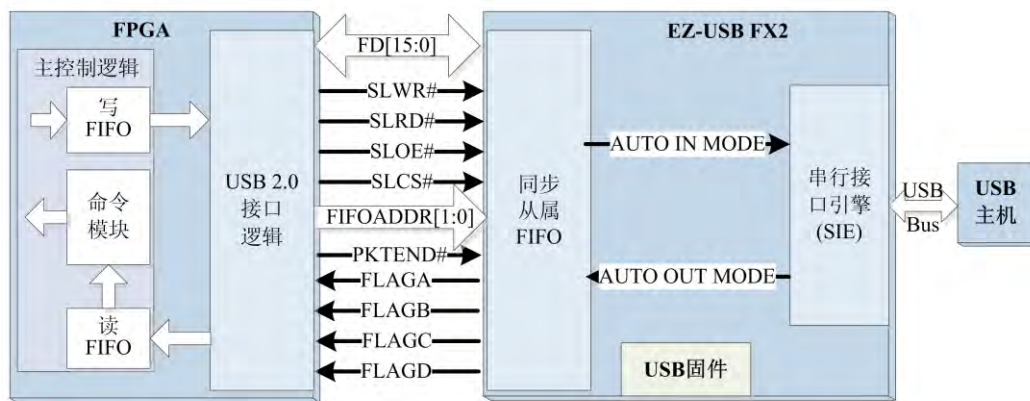 FPGA
主控制逻辑
写
FIFO
命令
模块
读
FIFO
USB 2.0
接口
逻辑
FD[15:0]
SLWR#
SLRD#
SLOE#
SLCS#
FIFOADDR[1:0]
PKTEND#
FLAGA
FLAGB
FLAGC
FLAGD
EZ-USB FX2
同步
从属
FIFO
AUTO IN MODE
AUTO OUT MODE
串行接
口引擎
(SIE)
USB固件
USB
Bus
USB
主机